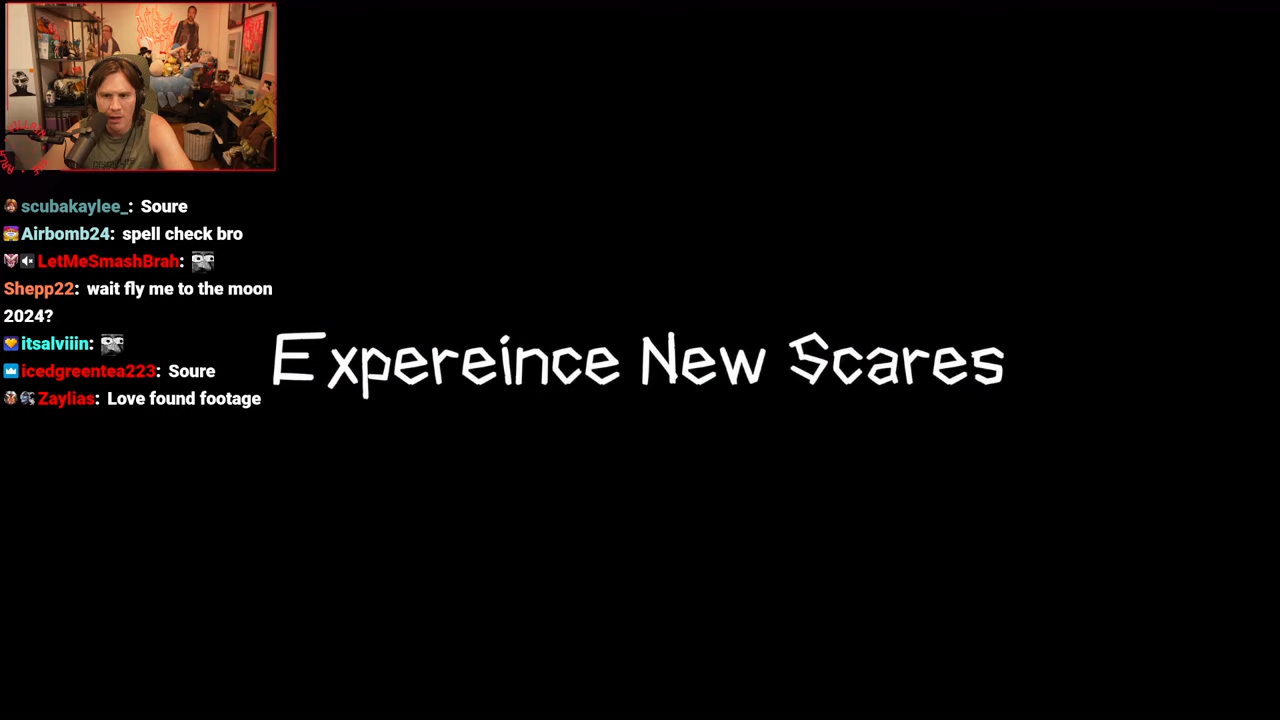 scubakaylee_: Soure
Airbomb24: spell check bro
LetMeSmashBrah:
Shepp22: wait fly me to the moon
2024?
itsalviiin:
icedgreentea223: Soure
Zaylias: Love found footage
Expereince New Scares